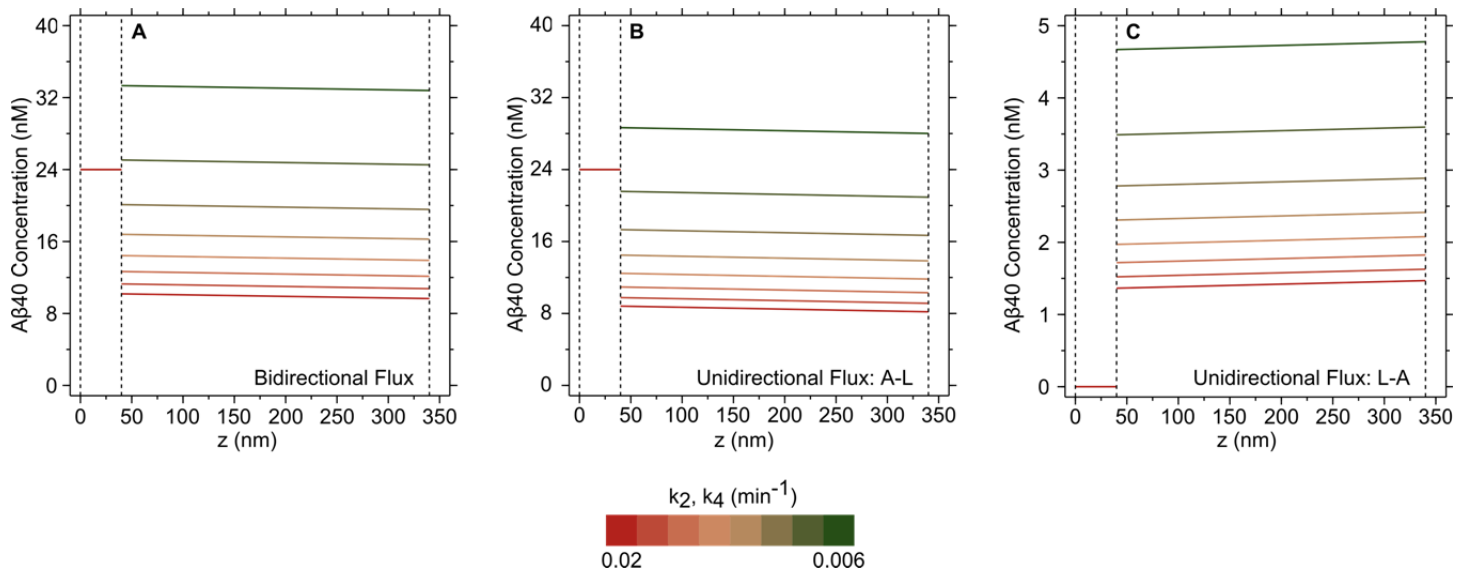 A
B
C
40
32
24
16
8
0
Aβ40 Concentration (nM)
Bidirectional Flux
0 50 100 150 200 250 300 350
z (nm)
40
32
24
16
8
0
Aβ40 Concentration (nM)
Unidirectional Flux: A-L
0 50 100 150 200 250 300 350
z (nm)
5
4
3
2
1
0
Aβ40 Concentration (nM)
Unidirectional Flux: L-A
0 50 100 150 200 250 300 350
z (nm)
k₂, k₄ (min⁻¹)
0.02 0.006